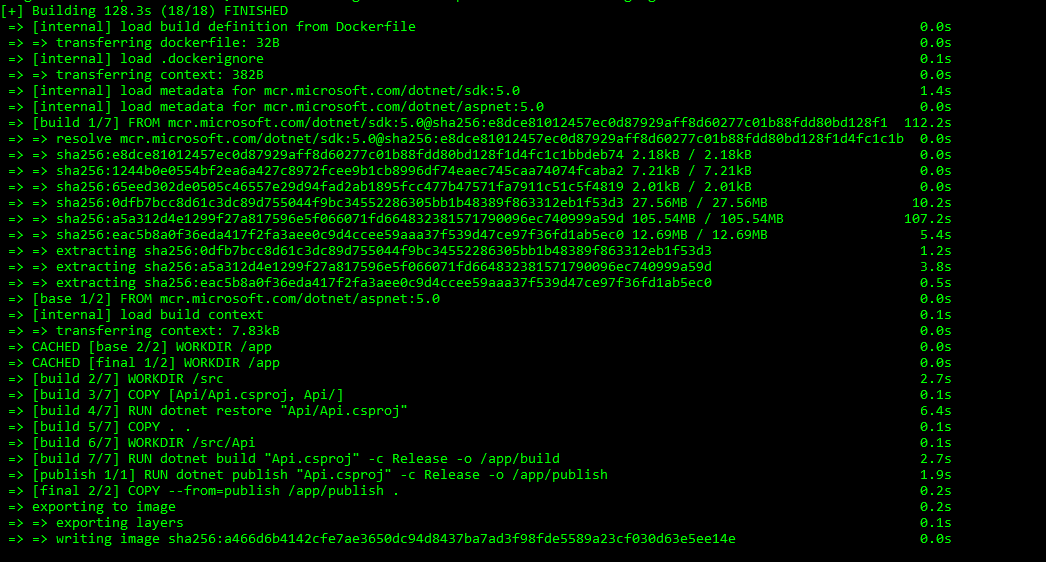 [+] Building 128.3s (18/18) FINISHED
=> [internal] load build definition from Dockerfile 0.0s
=> => transferring dockerfile: 32B 0.0s
=> [internal] load .dockerignore 0.1s
=> => transferring context: 382B 0.0s
=> [internal] load metadata for mcr.microsoft.com/dotnet/sdk:5.0 1.4s
=> [internal] load metadata for mcr.microsoft.com/dotnet/aspnet:5.0 0.0s
=> [build 1/7] FROM mcr.microsoft.com/dotnet/sdk:5.0@sha256:e8dce81012457ec0d87929aff8d60277c01b88fdd80bd128f1 112.2s
=> => resolve mcr.microsoft.com/dotnet/sdk:5.0@sha256:e8dce81012457ec0d87929aff8d60277c01b88fdd80bd128f1d4fc1c1b 0.0s
=> => sha256:e8dce81012457ec0d87929aff8d60277c01b88fdd80bd128f1d4fc1c1bbdeb74 2.18kB / 2.18kB 0.0s
=> => sha256:1244b0e0554bf2ea6a427c8972fcee9b1cb8996df74eaec745caa74074fcaba2 7.21kB / 7.21kB 0.0s
=> => sha256:65eed302de0505c46557e29d94fad2ab1895fcc477b47571fa7911c51c5f4819 2.01kB / 2.01kB 0.0s
=> => sha256:0dfb7bcc8d61c3dc89d755044f9bc34552286305bb1b48389f863312eb1f53d3 27.56MB / 27.56MB 10.2s
=> => sha256:a5a312d4e1299f27a817596e5f066071fd664832381571790096ec740999a59d 105.54MB / 105.54MB 107.2s
=> => sha256:eac5b8a0f36eda417f2fa3aee0c9d4ccee59aaa37f539d47ce97f36fd1ab5ec0 12.69MB / 12.69MB 5.4s
=> => extracting sha256:0dfb7bcc8d61c3dc89d755044f9bc34552286305bb1b48389f863312eb1f53d3 1.2s
=> => extracting sha256:a5a312d4e1299f27a817596e5f066071fd664832381571790096ec740999a59d 3.8s
=> => extracting sha256:eac5b8a0f36eda417f2fa3aee0c9d4ccee59aaa37f539d47ce97f36fd1ab5ec0 0.5s
=> [base 1/2] FROM mcr.microsoft.com/dotnet/aspnet:5.0 0.0s
=> [internal] load build context 0.1s
=> => transferring context: 7.83kB 0.0s
=> CACHED [base 2/2] WORKDIR /app 0.0s
=> CACHED [final 1/2] WORKDIR /app 0.0s
=> [build 2/7] WORKDIR /src 2.7s
=> [build 3/7] COPY [Api/Api.csproj, Api/] 0.1s
=> [build 4/7] RUN dotnet restore "Api/Api.csproj" 6.4s
=> [build 5/7] COPY . . 0.1s
=> [build 6/7] WORKDIR /src/Api 0.1s
=> [build 7/7] RUN dotnet build "Api.csproj" -c Release -o /app/build 2.7s
=> [publish 1/1] RUN dotnet publish "Api.csproj" -c Release -o /app/publish 1.9s
=> [final 2/2] COPY --from=publish /app/publish . 0.2s
=> exporting to image 0.2s
=> => exporting layers 0.1s
=> => writing image sha256:a466d6b4142cfe7ae3650dc94d8437ba7ad3f98fde5589a23cf030d63e5ee14e 0.0s